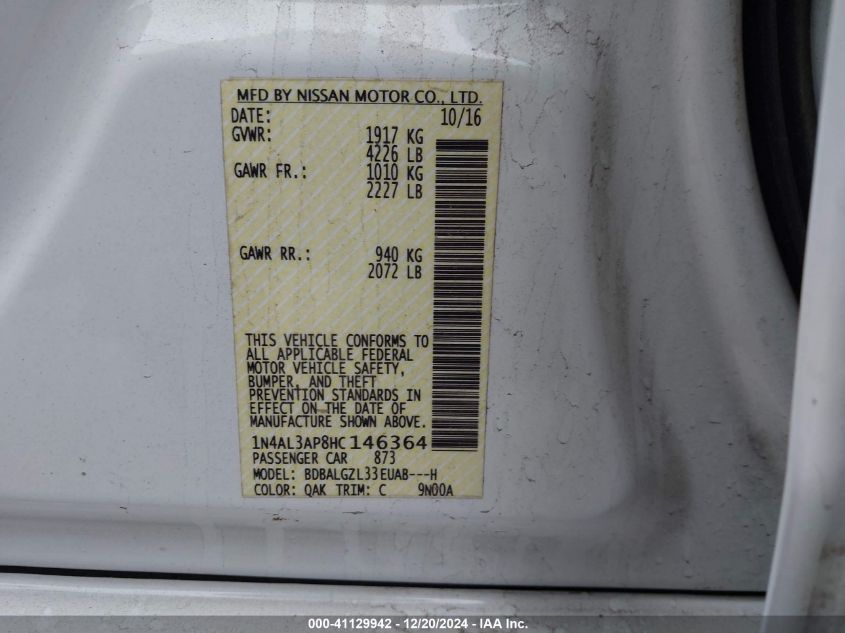 MFD BY NISSAN MOTOR CO., LTD.
DATE: 10/16
GVWR: 1917 KG
4226 LB
GAWR FR.: 1010 KG
2227 LB
GAWR RR.: 940 KG
2072 LB
THIS VEHICLE CONFORMS TO
ALL APPLICABLE FEDERAL
MOTOR VEHICLE SAFETY,
BUMPER, AND THEFT
PREVENTION STANDARDS IN
EFFECT ON THE DATE OF
MANUFACTURE SHOWN ABOVE.
1N4AL3AP8HC146364
PASSENGER CAR 873
MODEL: BDBALGZL33EUAB---H
COLOR: QAK TRIM: C 9N00A
000-41129942 - 12/20/2024 - IAAI.com